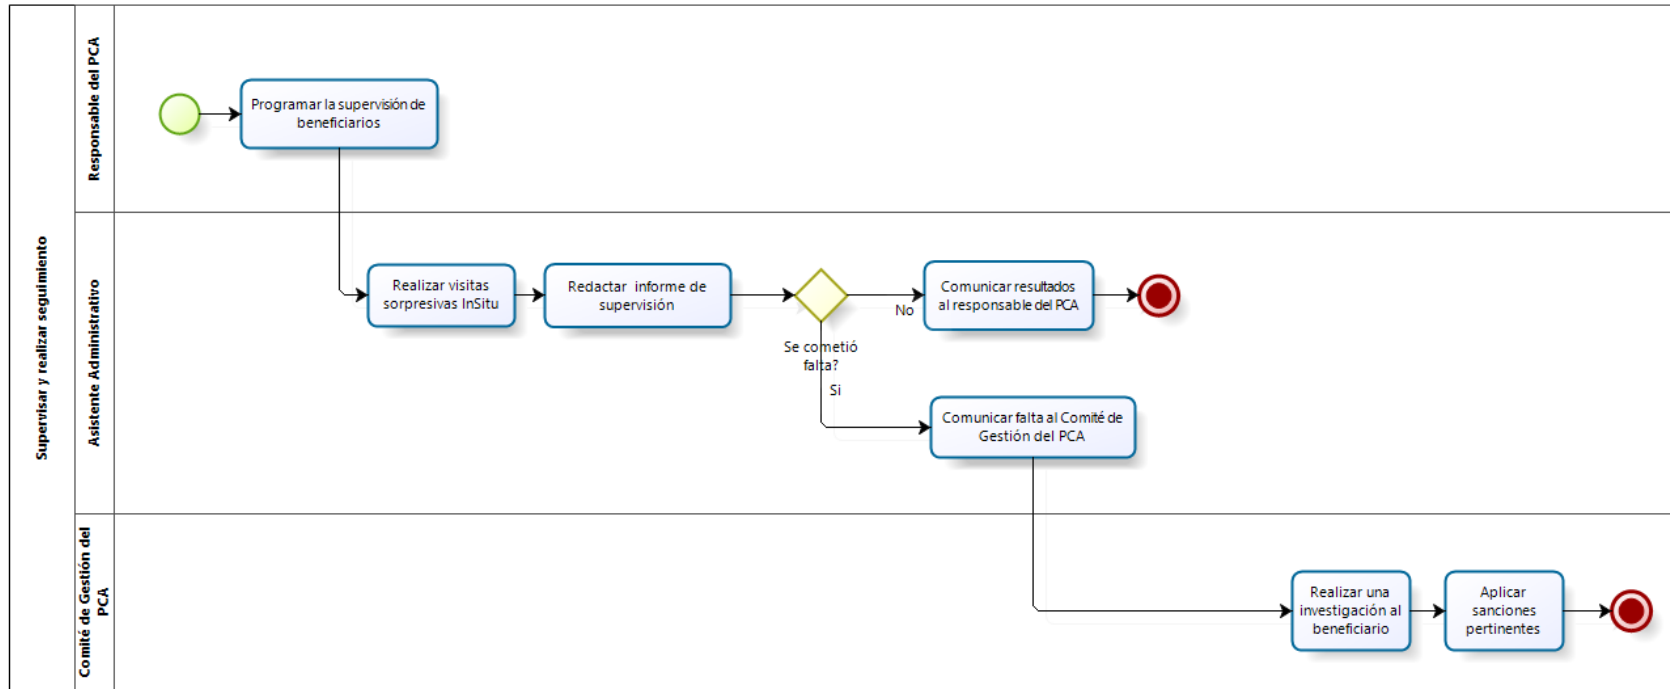 Supervisar y realizar seguimiento
Responsable del PCA
Programar la supervisión de
beneficiarios
Asistente Administrativo
Realizar visitas
sorpresivas InSitu
Redactar informe de
supervisión
Se cometió
falta?
No
Si
Comunicar resultados
al responsable del PCA
Comunicar falta al Comité de
Gestión del PCA
Comité de Gestión del
PCA
Realizar una
investigación al
beneficiario
Aplicar
sanciones
pertinentes